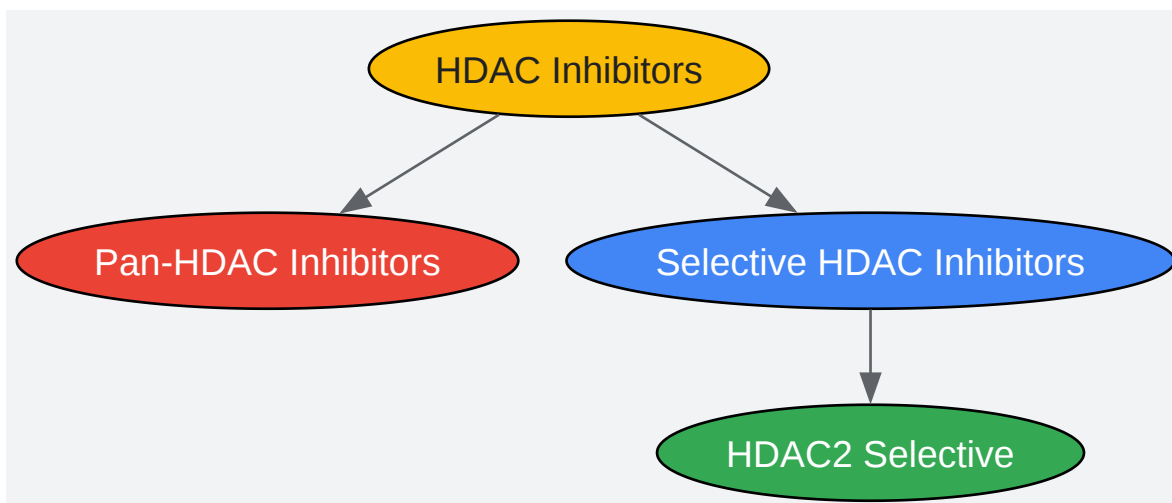 HDAC Inhibitors
Pan-HDAC Inhibitors
Selective HDAC Inhibitors
HDAC2 Selective